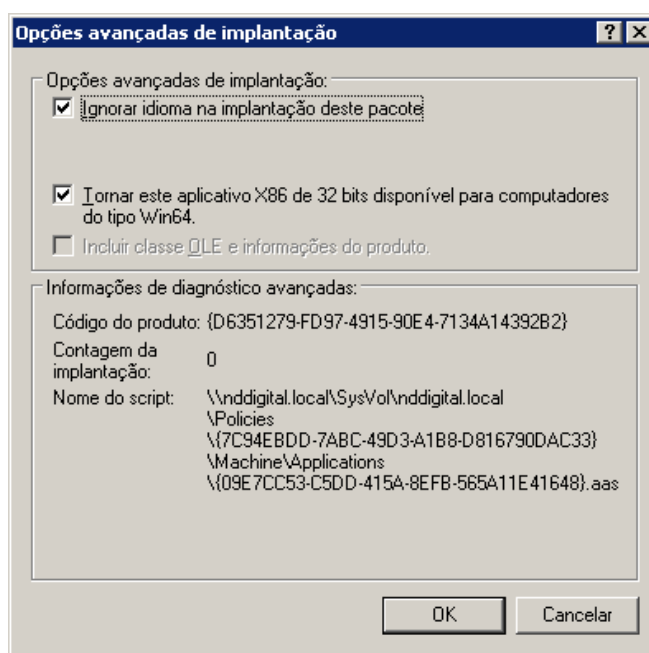 Opções avançadas de implantação
Opções avançadas de implantação:
Ignorar idioma na implantação deste pacote
Tornar este aplicativo X86 de 32 bits disponível para computadores
do tipo Win64.
Incluir classe OLE e informações do produto.
Informações de diagnóstico avançadas:
Código do produto: {D6351279-FD97-4915-90E4-7134A14392B2}
Contagem da
implantação:
0
Nome do script:
\\nddigital.local\SysVol\nddigital.local
\Policies
\{7C94EBDD-7ABC-49D3-A1B8-D816790DAC33}
\Machine\Applications
\{09E7CC53-C5DD-415A-8EFB-565A11E41648}.aas
OK
Cancelar